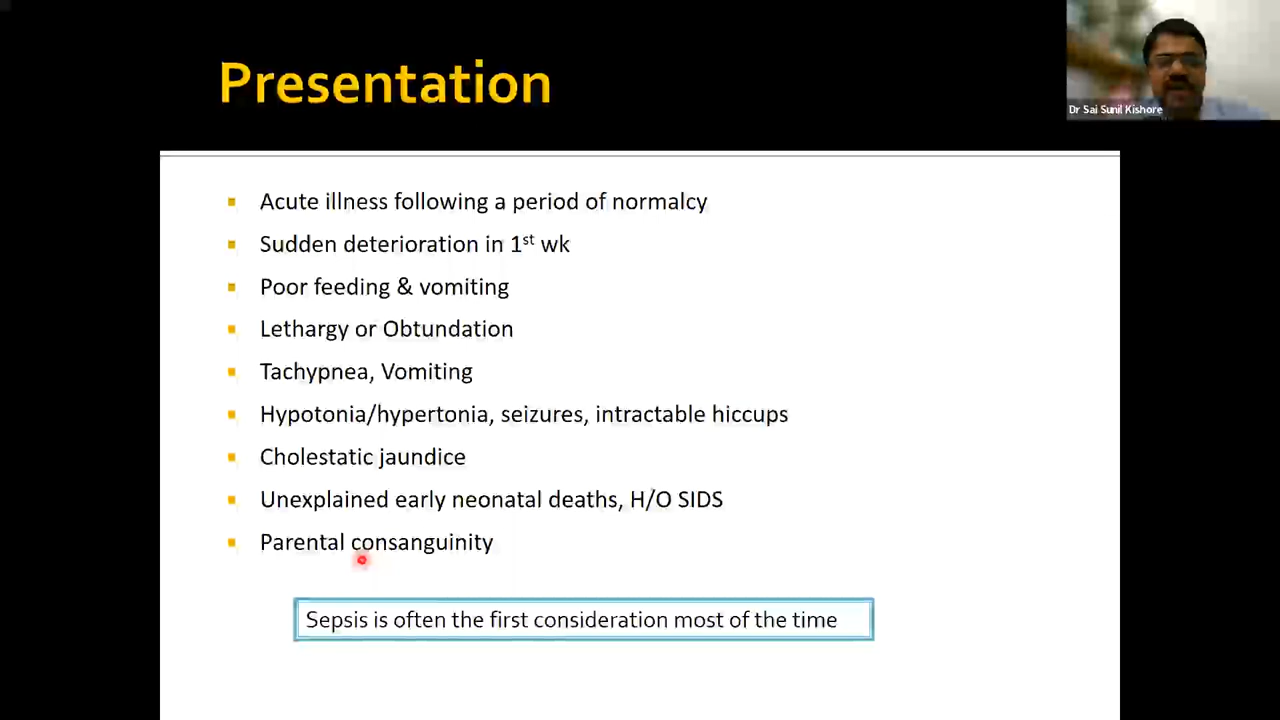 Presentation
Dr Sai Sunil Kishore
Acute illness following a period of normalcy
Sudden deterioration in 1st wk
Poor feeding & vomiting
Lethargy or Obtundation
Tachypnea, Vomiting
Hypotonia/hypertonia, seizures, intractable hiccups
Cholestatic jaundice
Unexplained early neonatal deaths, H/O SIDS
Parental consanguinity
Sepsis is often the first consideration most of the time